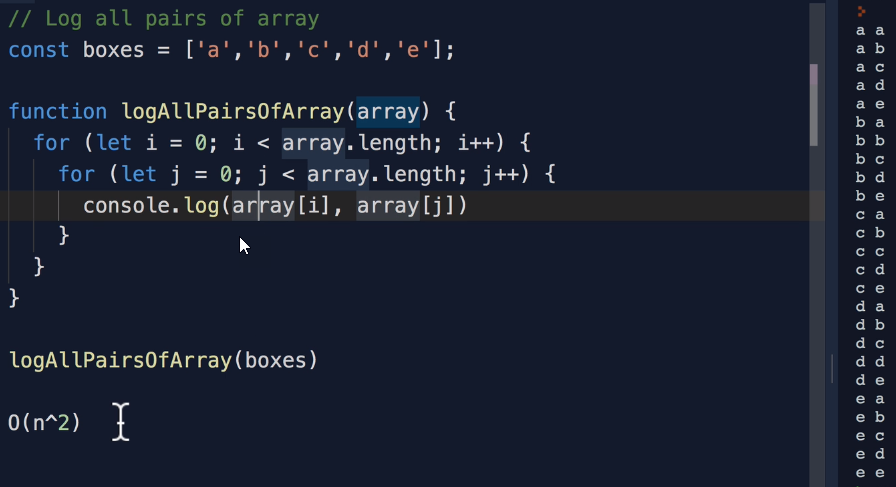 // Log all pairs of array
const boxes = ['a','b','c','d','e'];
function logAllPairsOfArray(array) {
for (let i = 0; i < array.length; i++) {
for (let j = 0; j < array.length; j++) {
console.log(array[i], array[j])
}
}
}
logAllPairsOfArray(boxes)
O(n^2)
a a
a b
a c
a d
a e
b a
b b
b c
b d
b e
c a
c b
c c
c d
c e
d a
d b
d c
d d
d e
e a
e b
e c
e d
e e